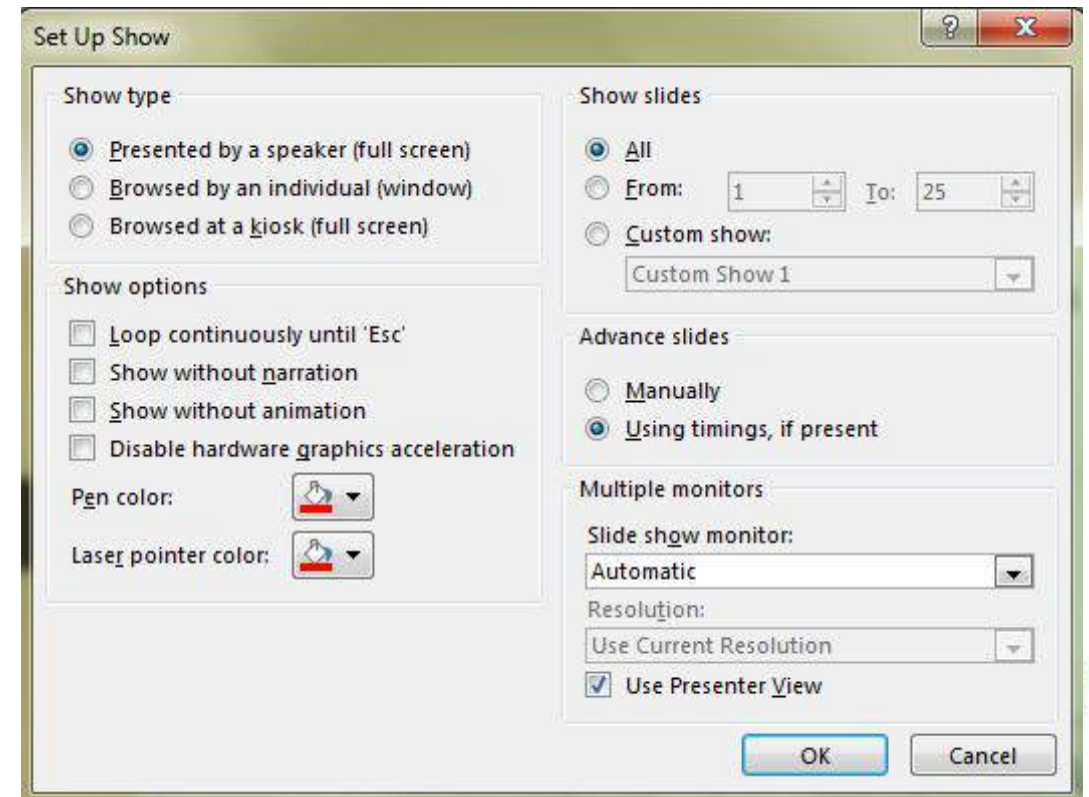 Set Up Show
Show type
Presented by a speaker (full screen)
Browsed by an individual (window)
Browsed at a kiosk (full screen)
Show options
Loop continuously until 'Esc'
Show without narration
Show without animation
Disable hardware graphics acceleration
Pen color:
Laser pointer color:
Show slides
All
From: 1 To: 25
Custom show:
Custom Show 1
Advance slides
Manually
Using timings, if present
Multiple monitors
Slide show monitor:
Automatic
Resolution:
Use Current Resolution
Use Presenter View
OK Cancel